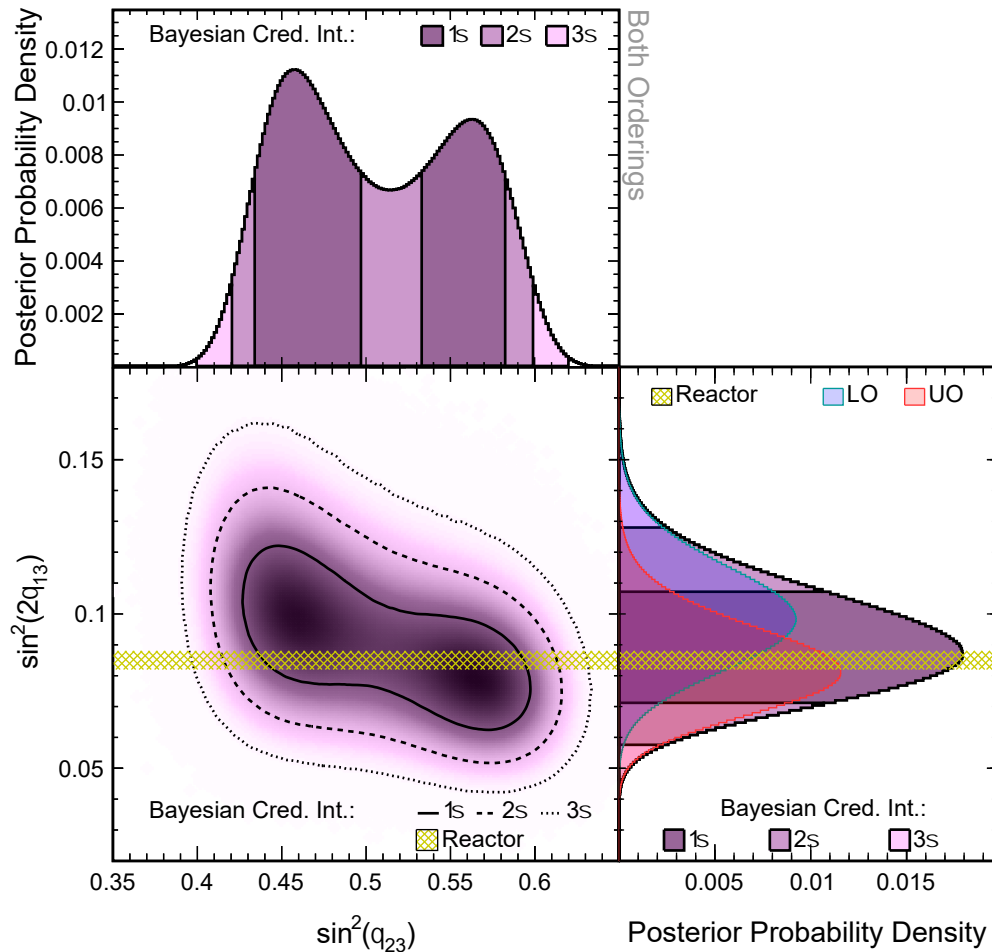 Bayesian Cred. Int.: 1s 2s 3s
Both Orderings
Posterior Probability Density
0.012
0.01
0.008
0.006
0.004
0.002
Reactor LO UO
sin²(2q₁₃)
0.15
0.1
0.05
Bayesian Cred. Int.: 1s 2s 3s
Reactor
Bayesian Cred. Int.:
1s 2s 3s
0.35 0.4 0.45 0.5 0.55 0.6
0.005 0.01 0.015
sin²(q₂₃)
Posterior Probability Density